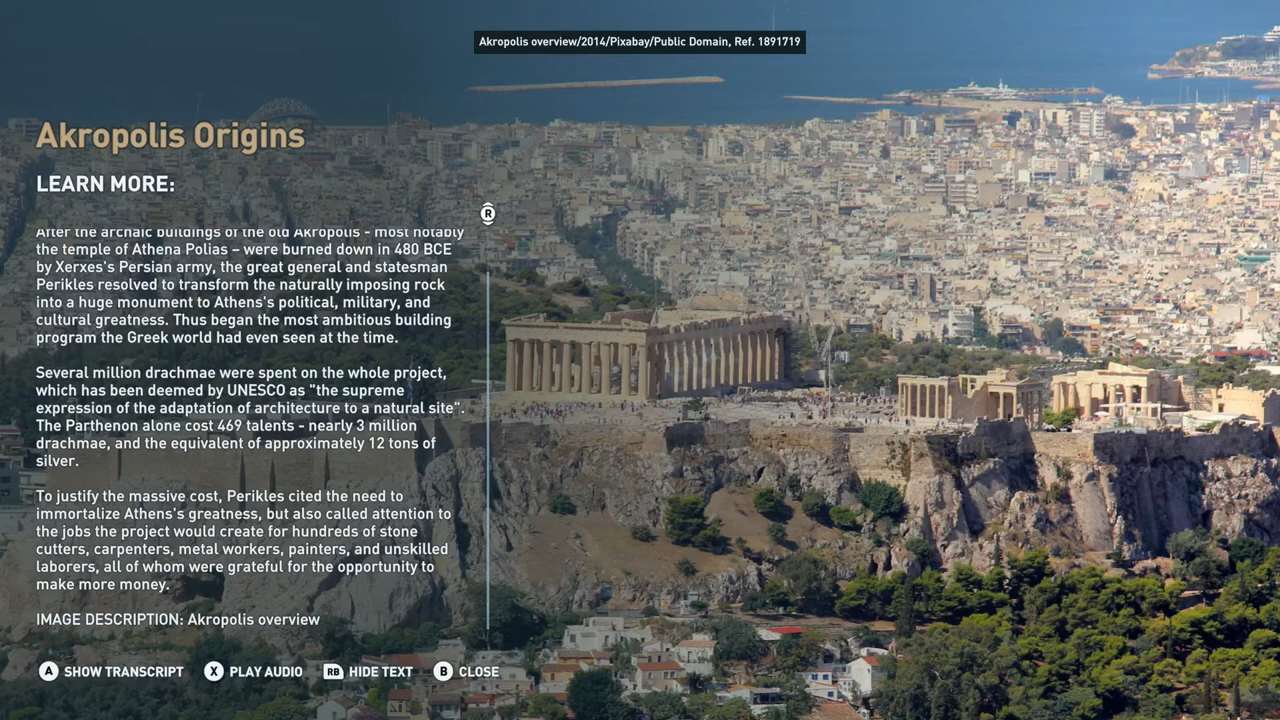 Akropolis overview/2014/Pixabay/Public Domain, Ref. 1891719
Akropolis Origins
LEARN MORE:
R
After the archaic buildings of the old Akropolis - most notably
the temple of Athena Polias – were burned down in 480 BCE
by Xerxes's Persian army, the great general and statesman
Perikles resolved to transform the naturally imposing rock
into a huge monument to Athens's political, military, and
cultural greatness. Thus began the most ambitious building
program the Greek world had even seen at the time.
Several million drachmae were spent on the whole project,
which has been deemed by UNESCO as "the supreme
expression of the adaptation of architecture to a natural site".
The Parthenon alone cost 469 talents - nearly 3 million
drachmae, and the equivalent of approximately 12 tons of
silver.
To justify the massive cost, Perikles cited the need to
immortalize Athens's greatness, but also called attention to
the jobs the project would create for hundreds of stone
cutters, carpenters, metal workers, painters, and unskilled
laborers, all of whom were grateful for the opportunity to
make more money.
IMAGE DESCRIPTION: Akropolis overview
A SHOW TRANSCRIPT X PLAY AUDIO RB HIDE TEXT B CLOSE